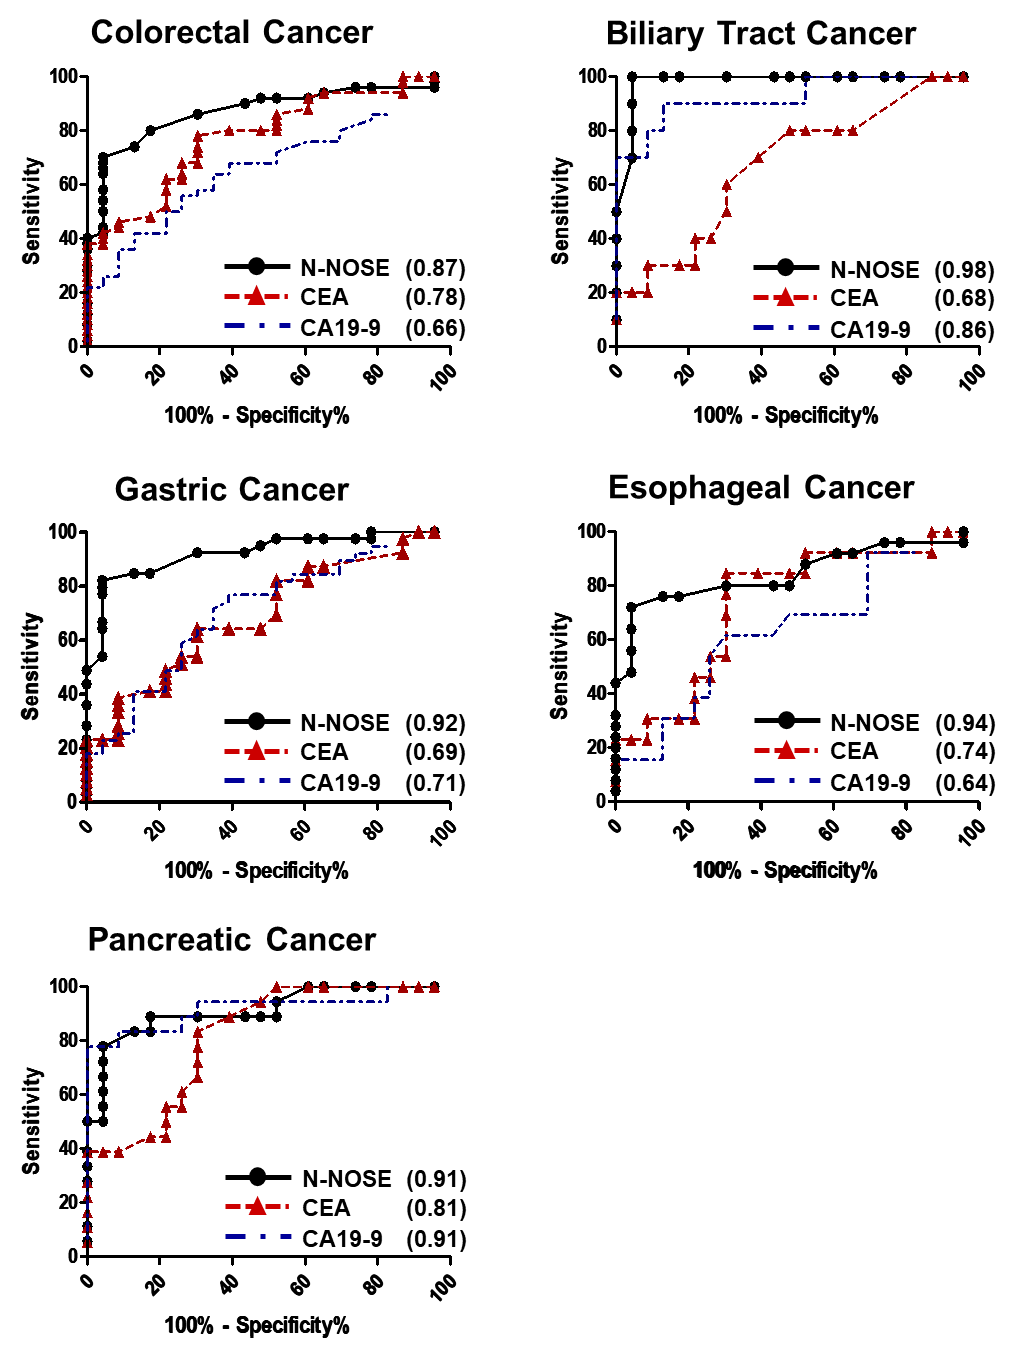 Colorectal Cancer
100
80
60
40
20
0
Sensitivity
N-NOSE (0.87)
CEA (0.78)
CA19-9 (0.66)
0 20 40 60 80 100
100% - Specificity%
Biliary Tract Cancer
100
80
60
40
20
0
Sensitivity
N-NOSE (0.98)
CEA (0.68)
CA19-9 (0.86)
0 20 40 60 80 100
100% - Specificity%
Gastric Cancer
100
80
60
40
20
0
Sensitivity
N-NOSE (0.92)
CEA (0.69)
CA19-9 (0.71)
0 20 40 60 80 100
100% - Specificity%
Esophageal Cancer
100
80
60
40
20
0
Sensitivity
N-NOSE (0.94)
CEA (0.74)
CA19-9 (0.64)
0 20 40 60 80 100
100% - Specificity%
Pancreatic Cancer
100
80
60
40
20
0
Sensitivity
N-NOSE (0.91)
CEA (0.81)
CA19-9 (0.91)
0 20 40 60 80 100
100% - Specificity%